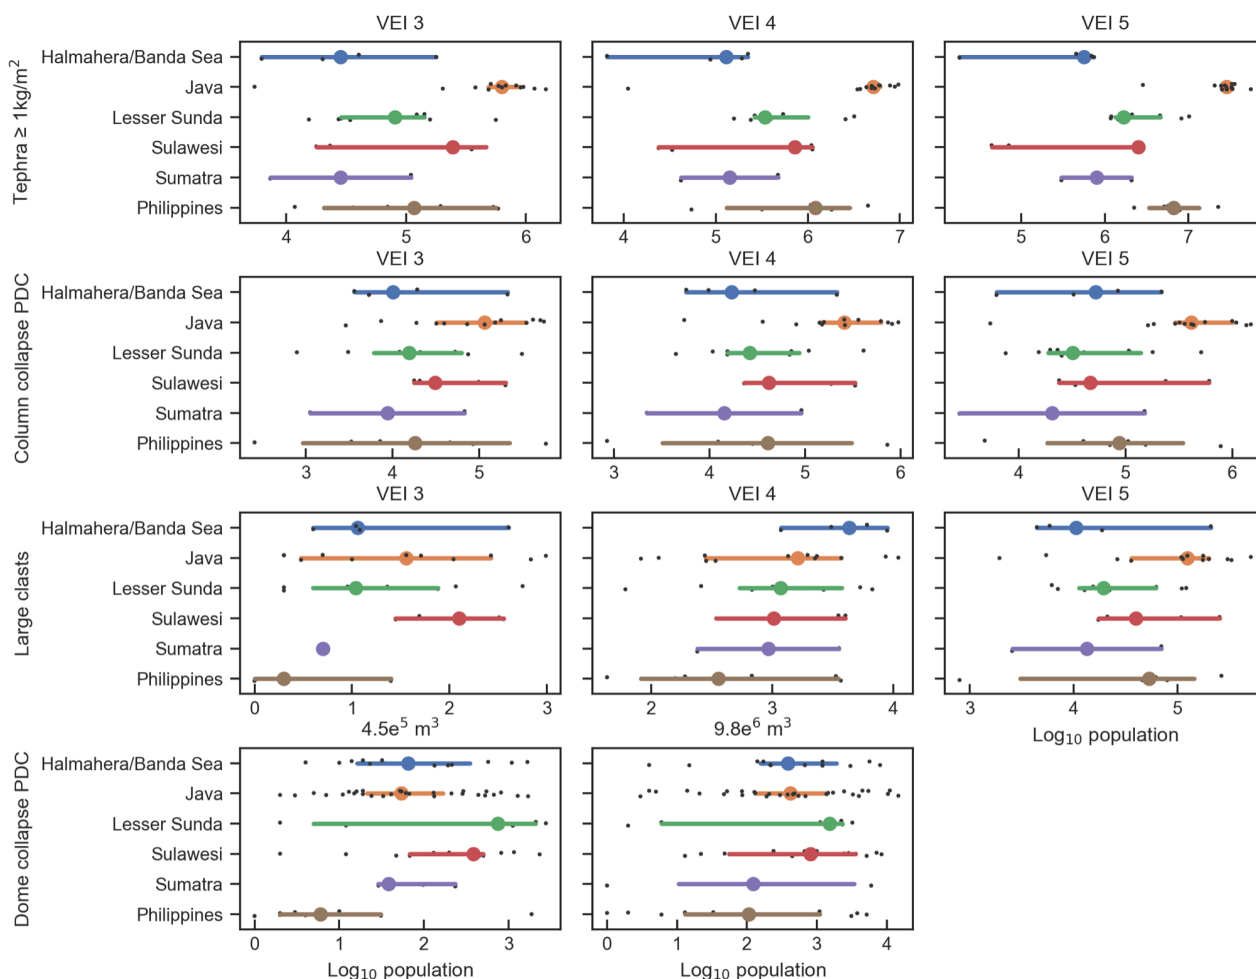 VEI 3 VEI 4 VEI 5
Tephra ≥ 1kg/m²
Halmahera/Banda Sea
Java
Lesser Sunda
Sulawesi
Sumatra
Philippines
4 5 6 4 5 6 7 5 6 7
VEI 3 VEI 4 VEI 5
Column collapse PDC
Halmahera/Banda Sea
Java
Lesser Sunda
Sulawesi
Sumatra
Philippines
3 4 5 3 4 5 6 4 5 6
VEI 3 VEI 4 VEI 5
Large clasts
Halmahera/Banda Sea
Java
Lesser Sunda
Sulawesi
Sumatra
Philippines
0 1 2 3 2 3 4 3 4 5
Log₁₀ population
4.5e⁵ m³ 9.8e⁶ m³
Dome collapse PDC
Halmahera/Banda Sea
Java
Lesser Sunda
Sulawesi
Sumatra
Philippines
0 1 2 3 0 1 2 3 4
Log₁₀ population Log₁₀ population